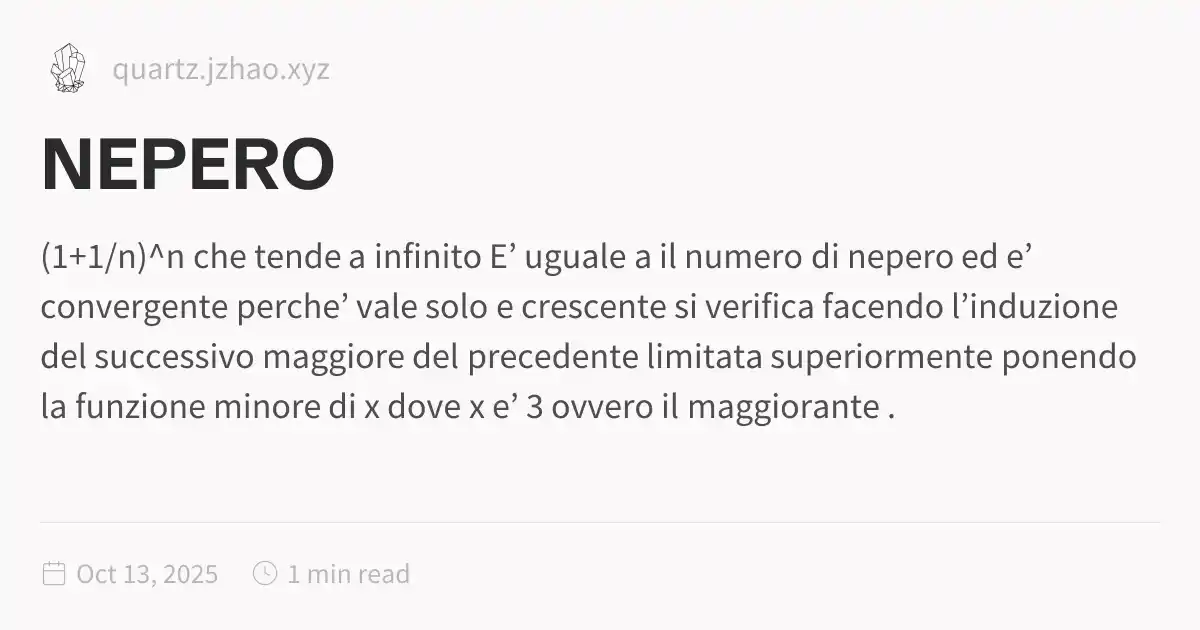 quartz.jzhao.xyz
NEPERO
(1+1/n)^n che tende a infinito E’ uguale a il numero di nepero ed e’
convergente perche’ vale solo e crescente si verifica facendo l’induzione
del successivo maggiore del precedente limitata superiormente ponendo
la funzione minore di x dove x e’ 3 ovvero il maggiorante .
Oct 13, 2025 1 min read